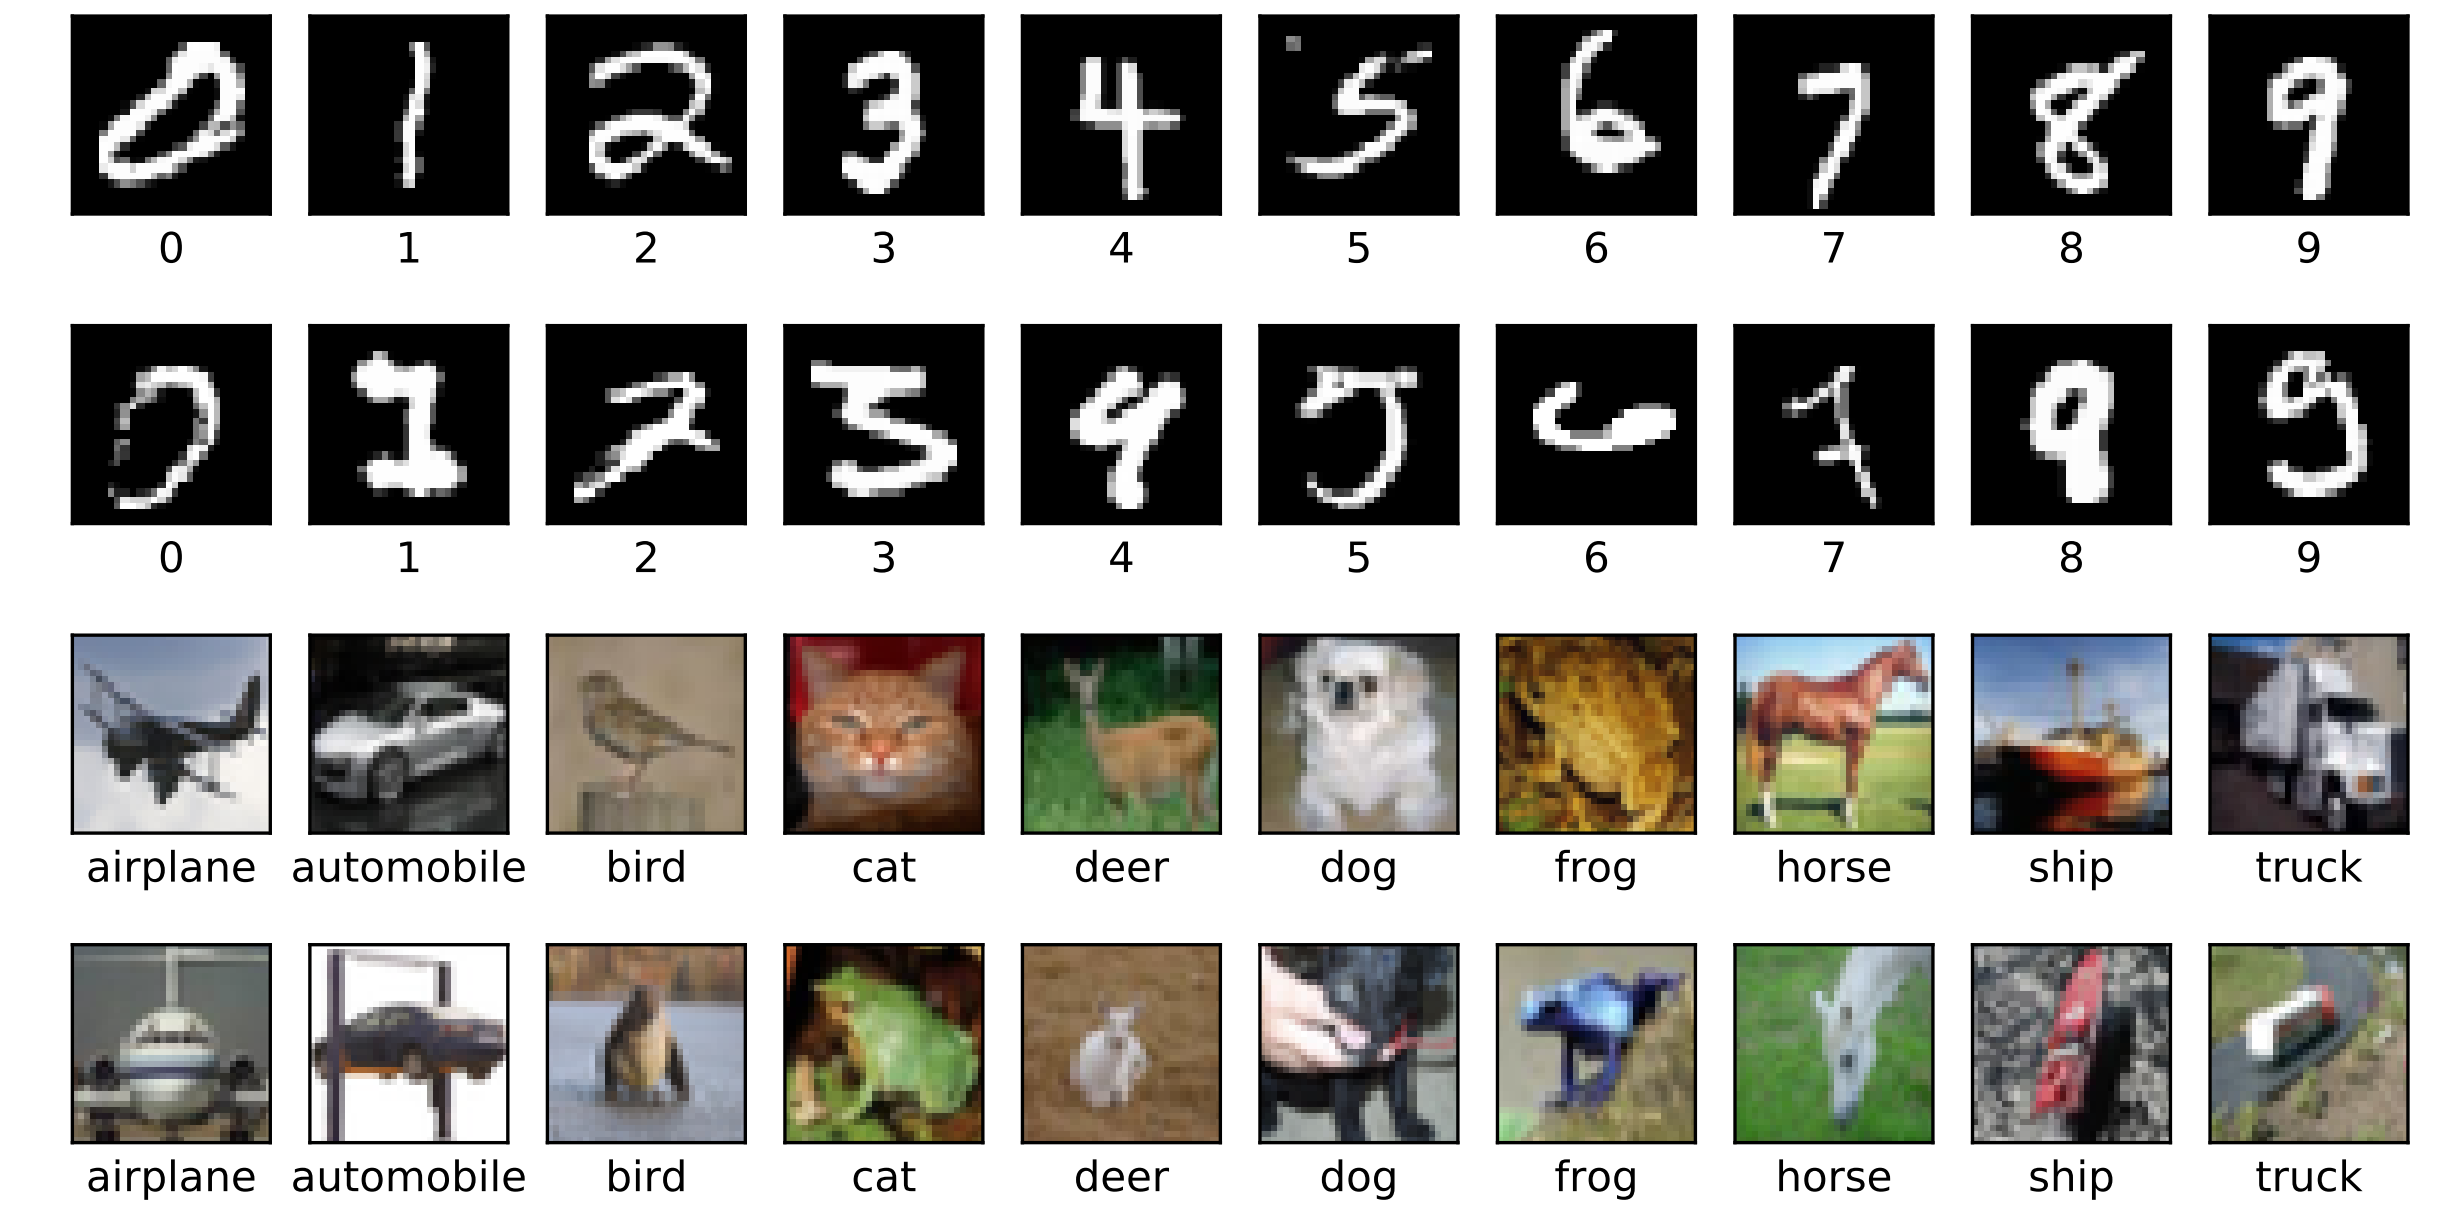 0 1 2 3 4 5 6 7 8 9
0 1 2 3 4 5 6 7 8 9
airplane automobile bird cat deer dog frog horse ship truck
airplane automobile bird cat deer dog frog horse ship truck